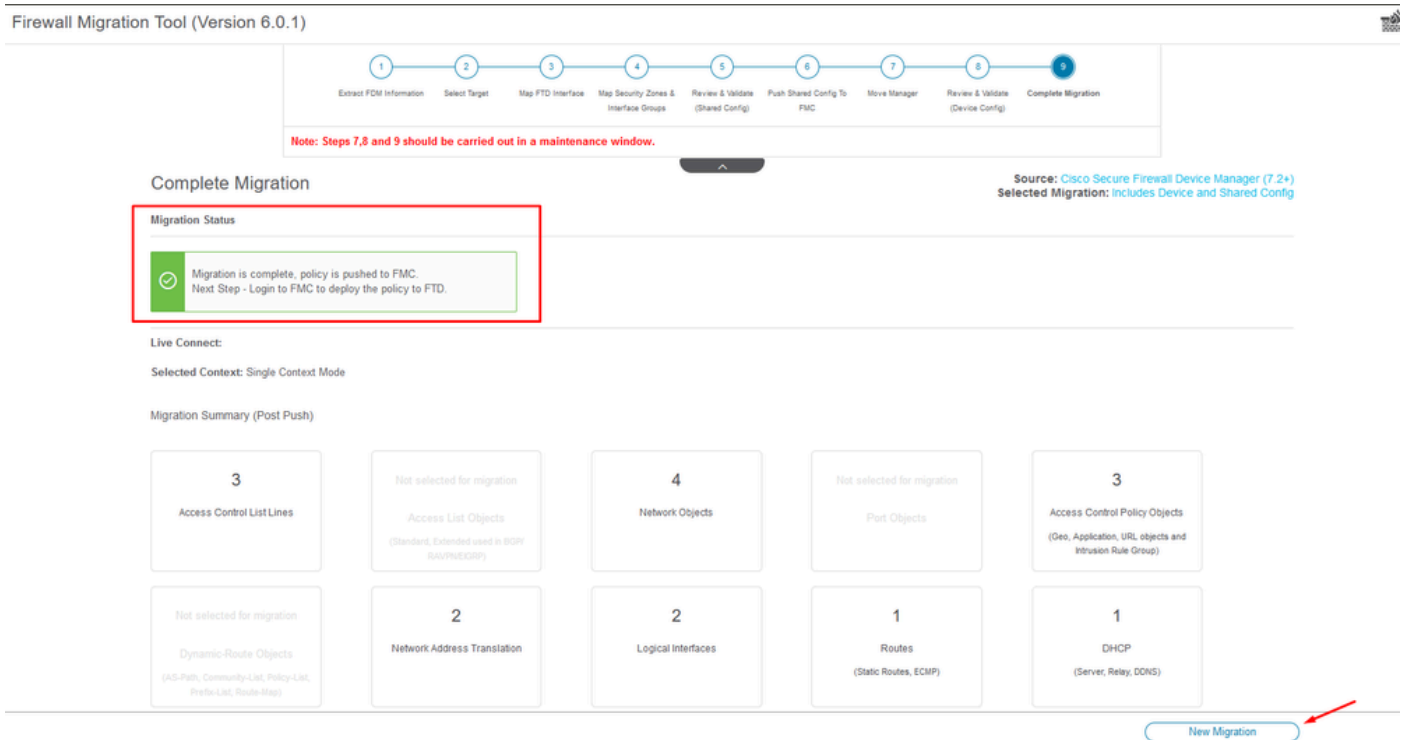 Firewall Migration Tool (Version 6.0.1)
1 2 3 4 5 6 7 8 9
Extract FDM Information
Select Target
Map FTD Interface
Map Security Zones &
Interface Groups
Review & Validate
(Shared Config)
Push Shared Config To
FMC
Move Manager
Review & Validate
(Device Config)
Complete Migration
Note: Steps 7,8 and 9 should be carried out in a maintenance window.
Complete Migration
Source: Cisco Secure Firewall Device Manager (7.2+)
Selected Migration: Includes Device and Shared Config
Migration Status
Migration is complete, policy is pushed to FMC.
Next Step - Login to FMC to deploy the policy to FTD.
Live Connect:
Selected Context: Single Context Mode
Migration Summary (Post Push)
3
Access Control List Lines
Not selected for migration
Access List Objects
(Standard, Extended used in BGP/
RAVPN/EIGRP)
4
Network Objects
Not selected for migration
Port Objects
3
Access Control Policy Objects
(Geo, Application, URL objects and
Intrusion Rule Group)
Not selected for migration
Dynamic-Route Objects
(AS-Path, Community-List, Policy-List,
Prefix-List, Route-Map)
2
Network Address Translation
2
Logical Interfaces
1
Routes
(Static Routes, ECMP)
1
DHCP
(Server, Relay, DDNS)
New Migration